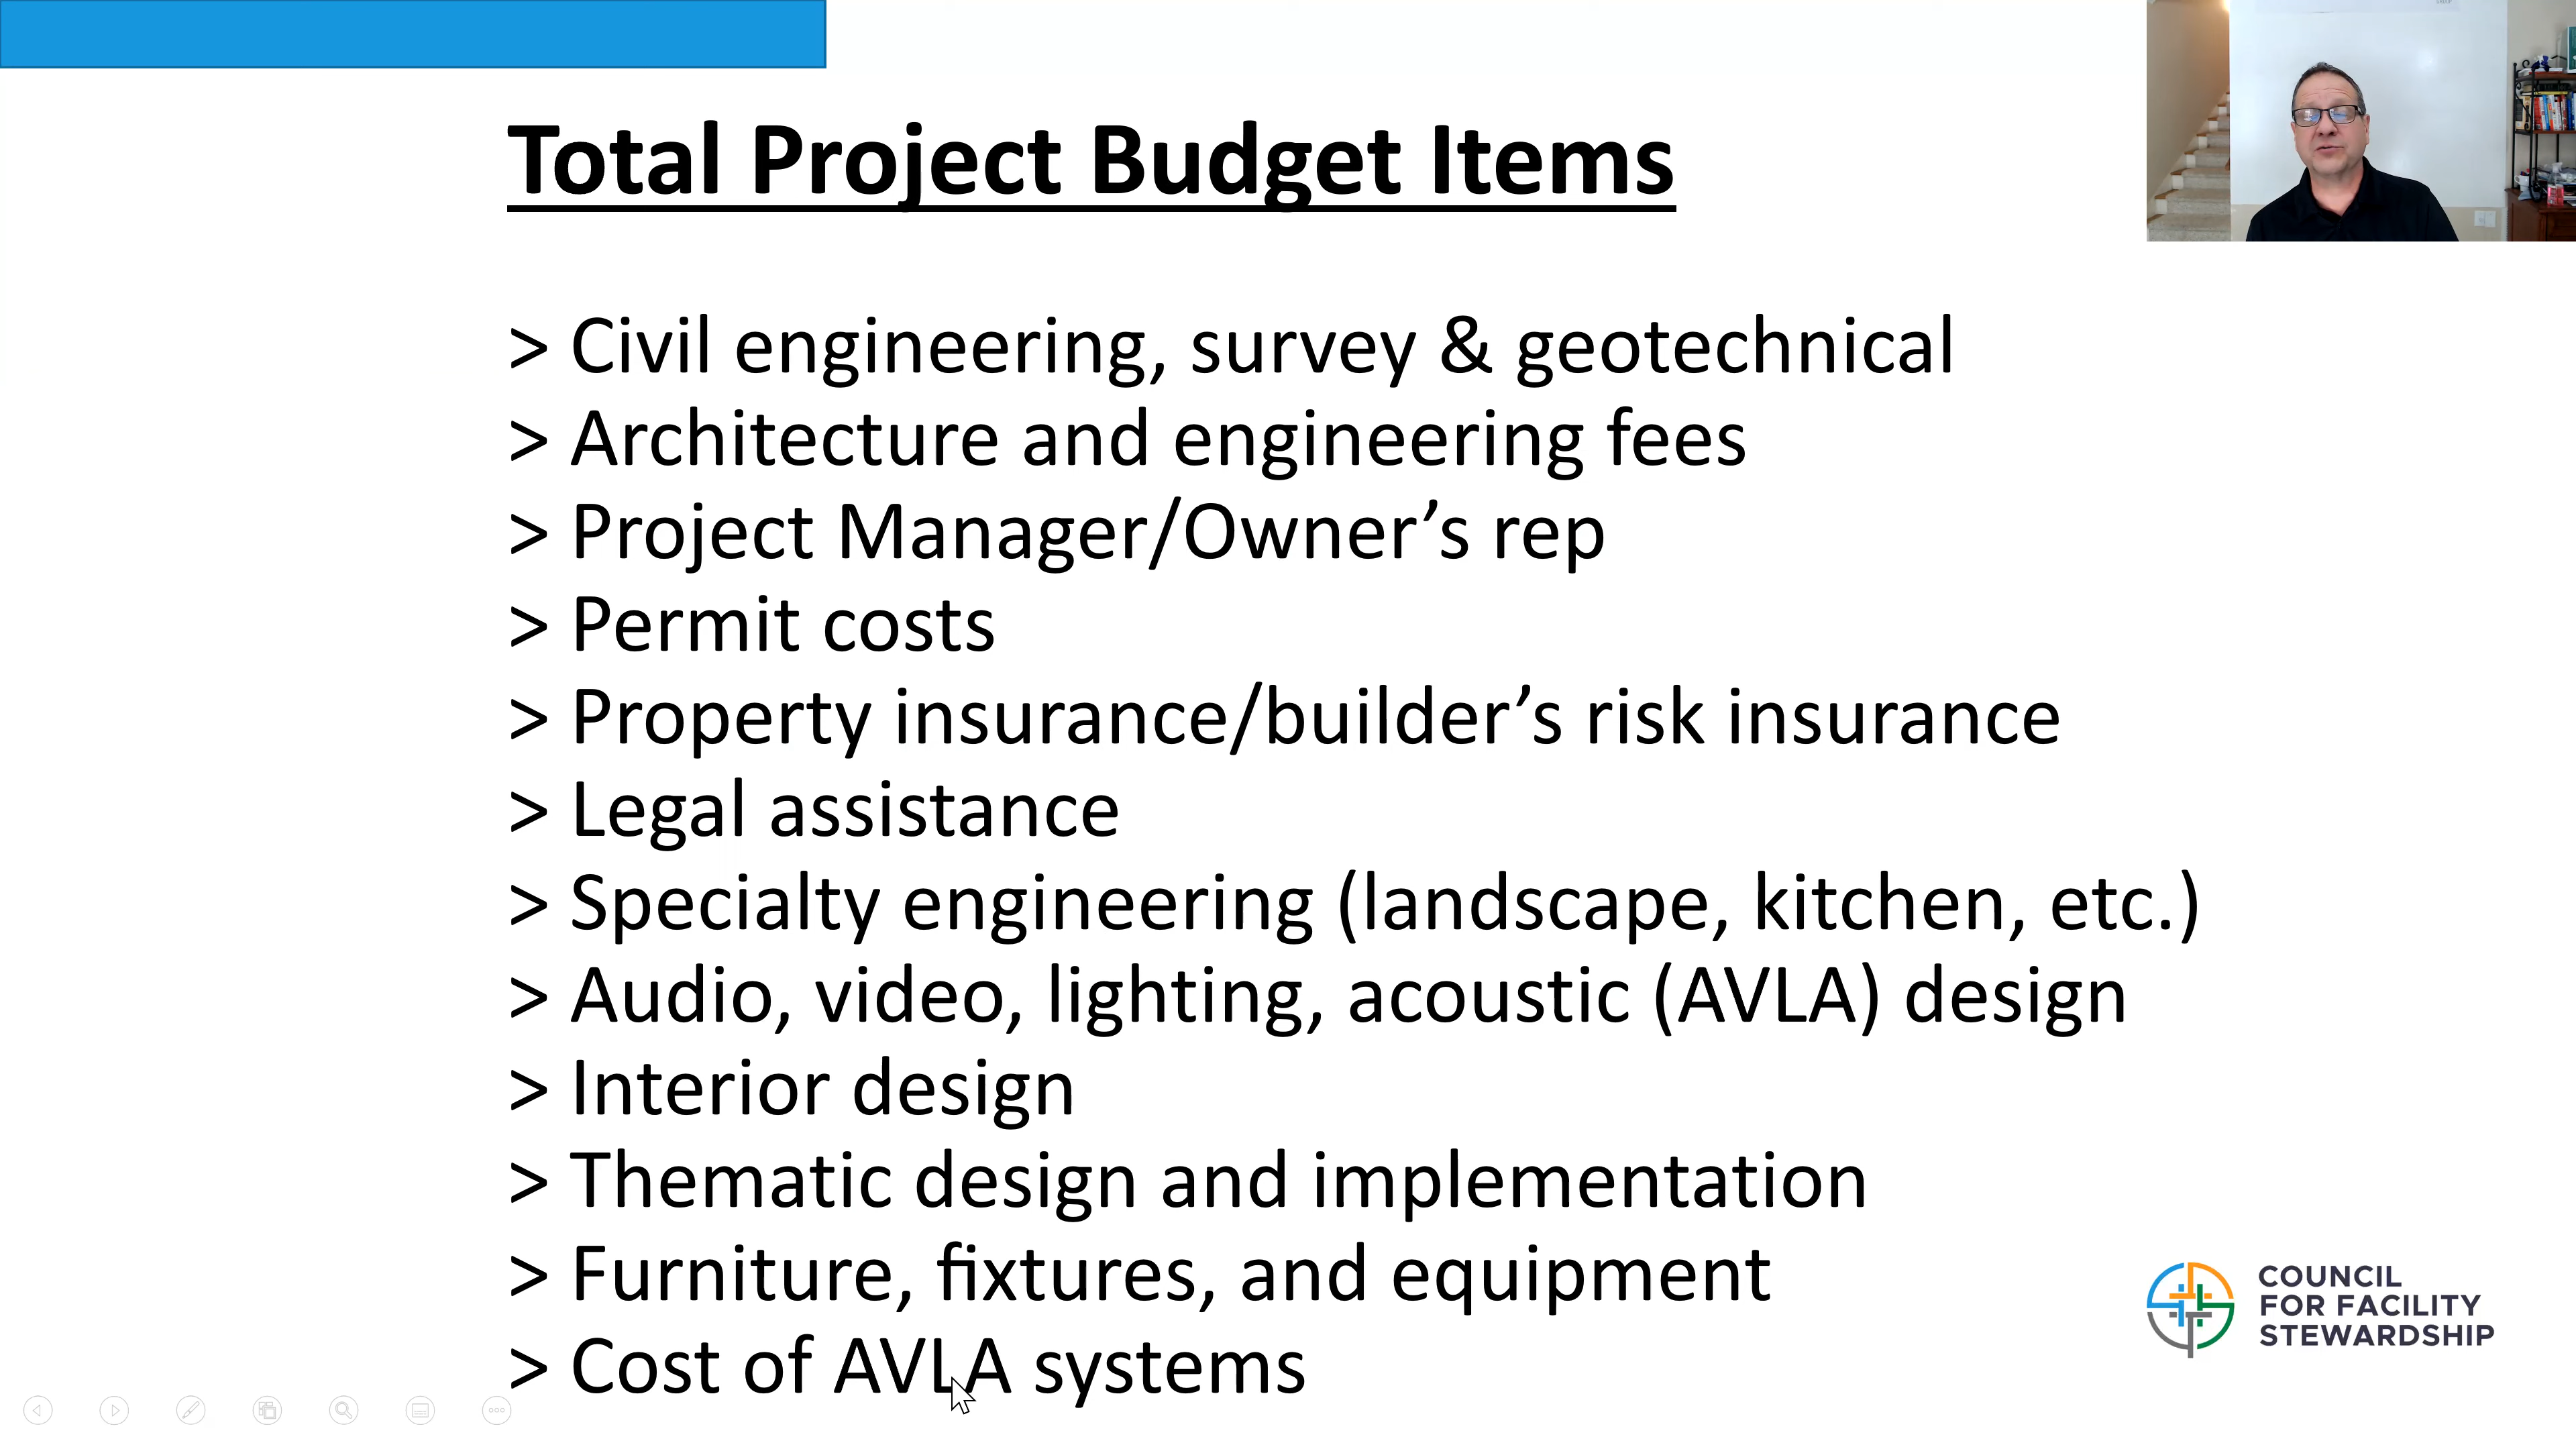 Total Project Budget Items
> Civil engineering, survey & geotechnical
> Architecture and engineering fees
> Project Manager/Owner’s rep
> Permit costs
> Property insurance/builder’s risk insurance
> Legal assistance
> Specialty engineering (landscape, kitchen, etc.)
> Audio, video, lighting, acoustic (AVLA) design
> Interior design
> Thematic design and implementation
> Furniture, fixtures, and equipment
> Cost of AVLA systems
COUNCIL
FOR FACILITY
STEWARDSHIP